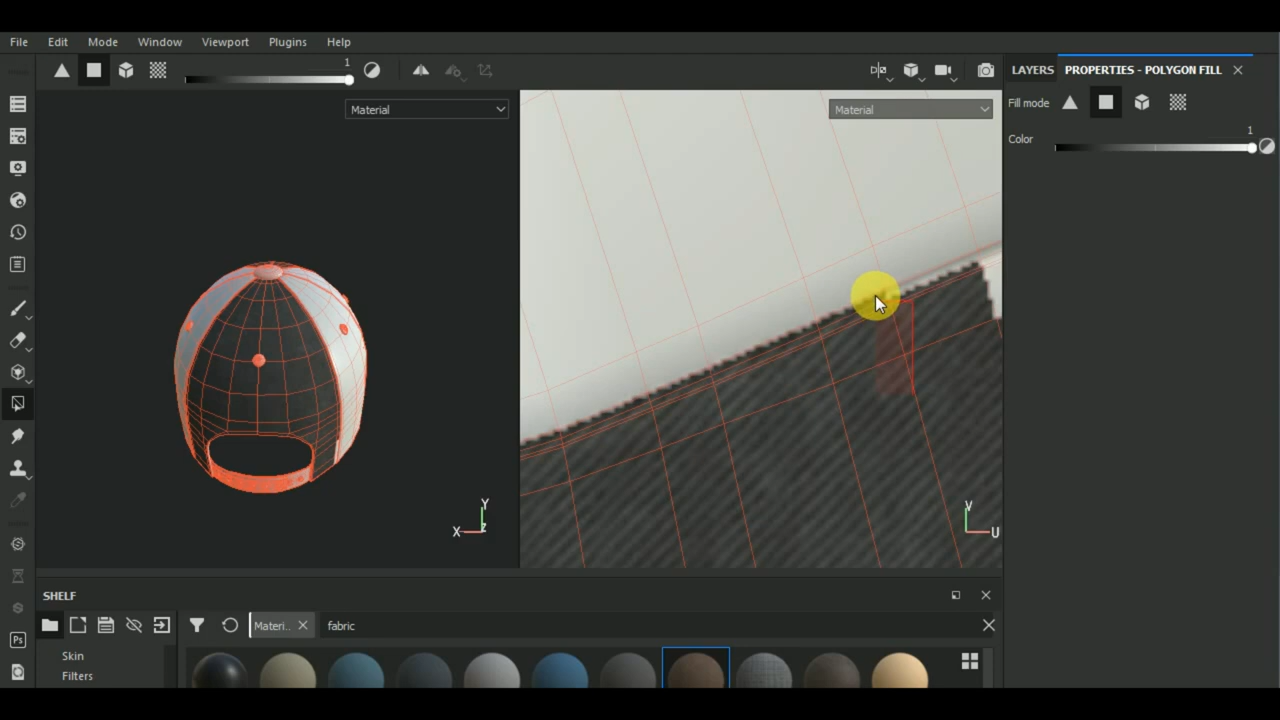 File Edit Mode Window Viewport Plugins Help
1
LAYERS PROPERTIES - POLYGON FILL
Material
Material
Fill mode
1
Color
Y
X
Z
V
U
SHELF
Materi..
fabric
Ps
Skin
Filters